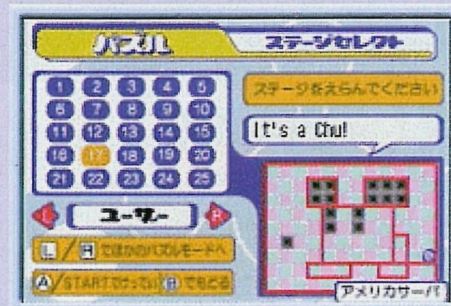 パズル
ステージセレクト
1 2 3 4 5
6 7 8 9 10
11 12 13 14 15
16 17 18 19 20
21 22 23 24 25
ステージをえらんでください
It's a Chu!
L ユーザー R
L / R でほかのパズルモードへ
A/STARTでけってい B でもどる
アメリカサーバ